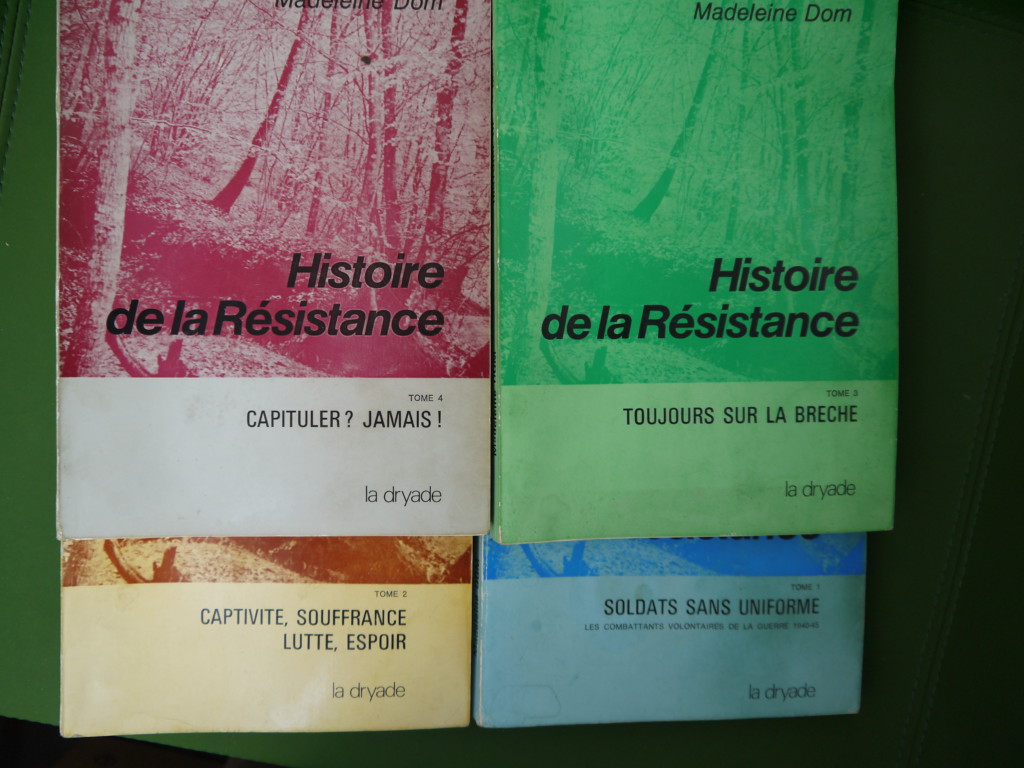 Madeleine Dom
Histoire
de la Résistance
TOME 4
CAPITULER? JAMAIS!
la dryade
Madeleine Dom
Histoire
de la Résistance
TOME 3
TOUJOURS SUR LA BRECHE
la dryade
TOME 2
CAPTIVITE, SOUFFRANCE
LUTTE, ESPOIR
la dryade
TOME 1
SOLDATS SANS UNIFORME
LES COMBATTANTS VOLONTAIRES DE LA GUERRE 1940-45
la dryade